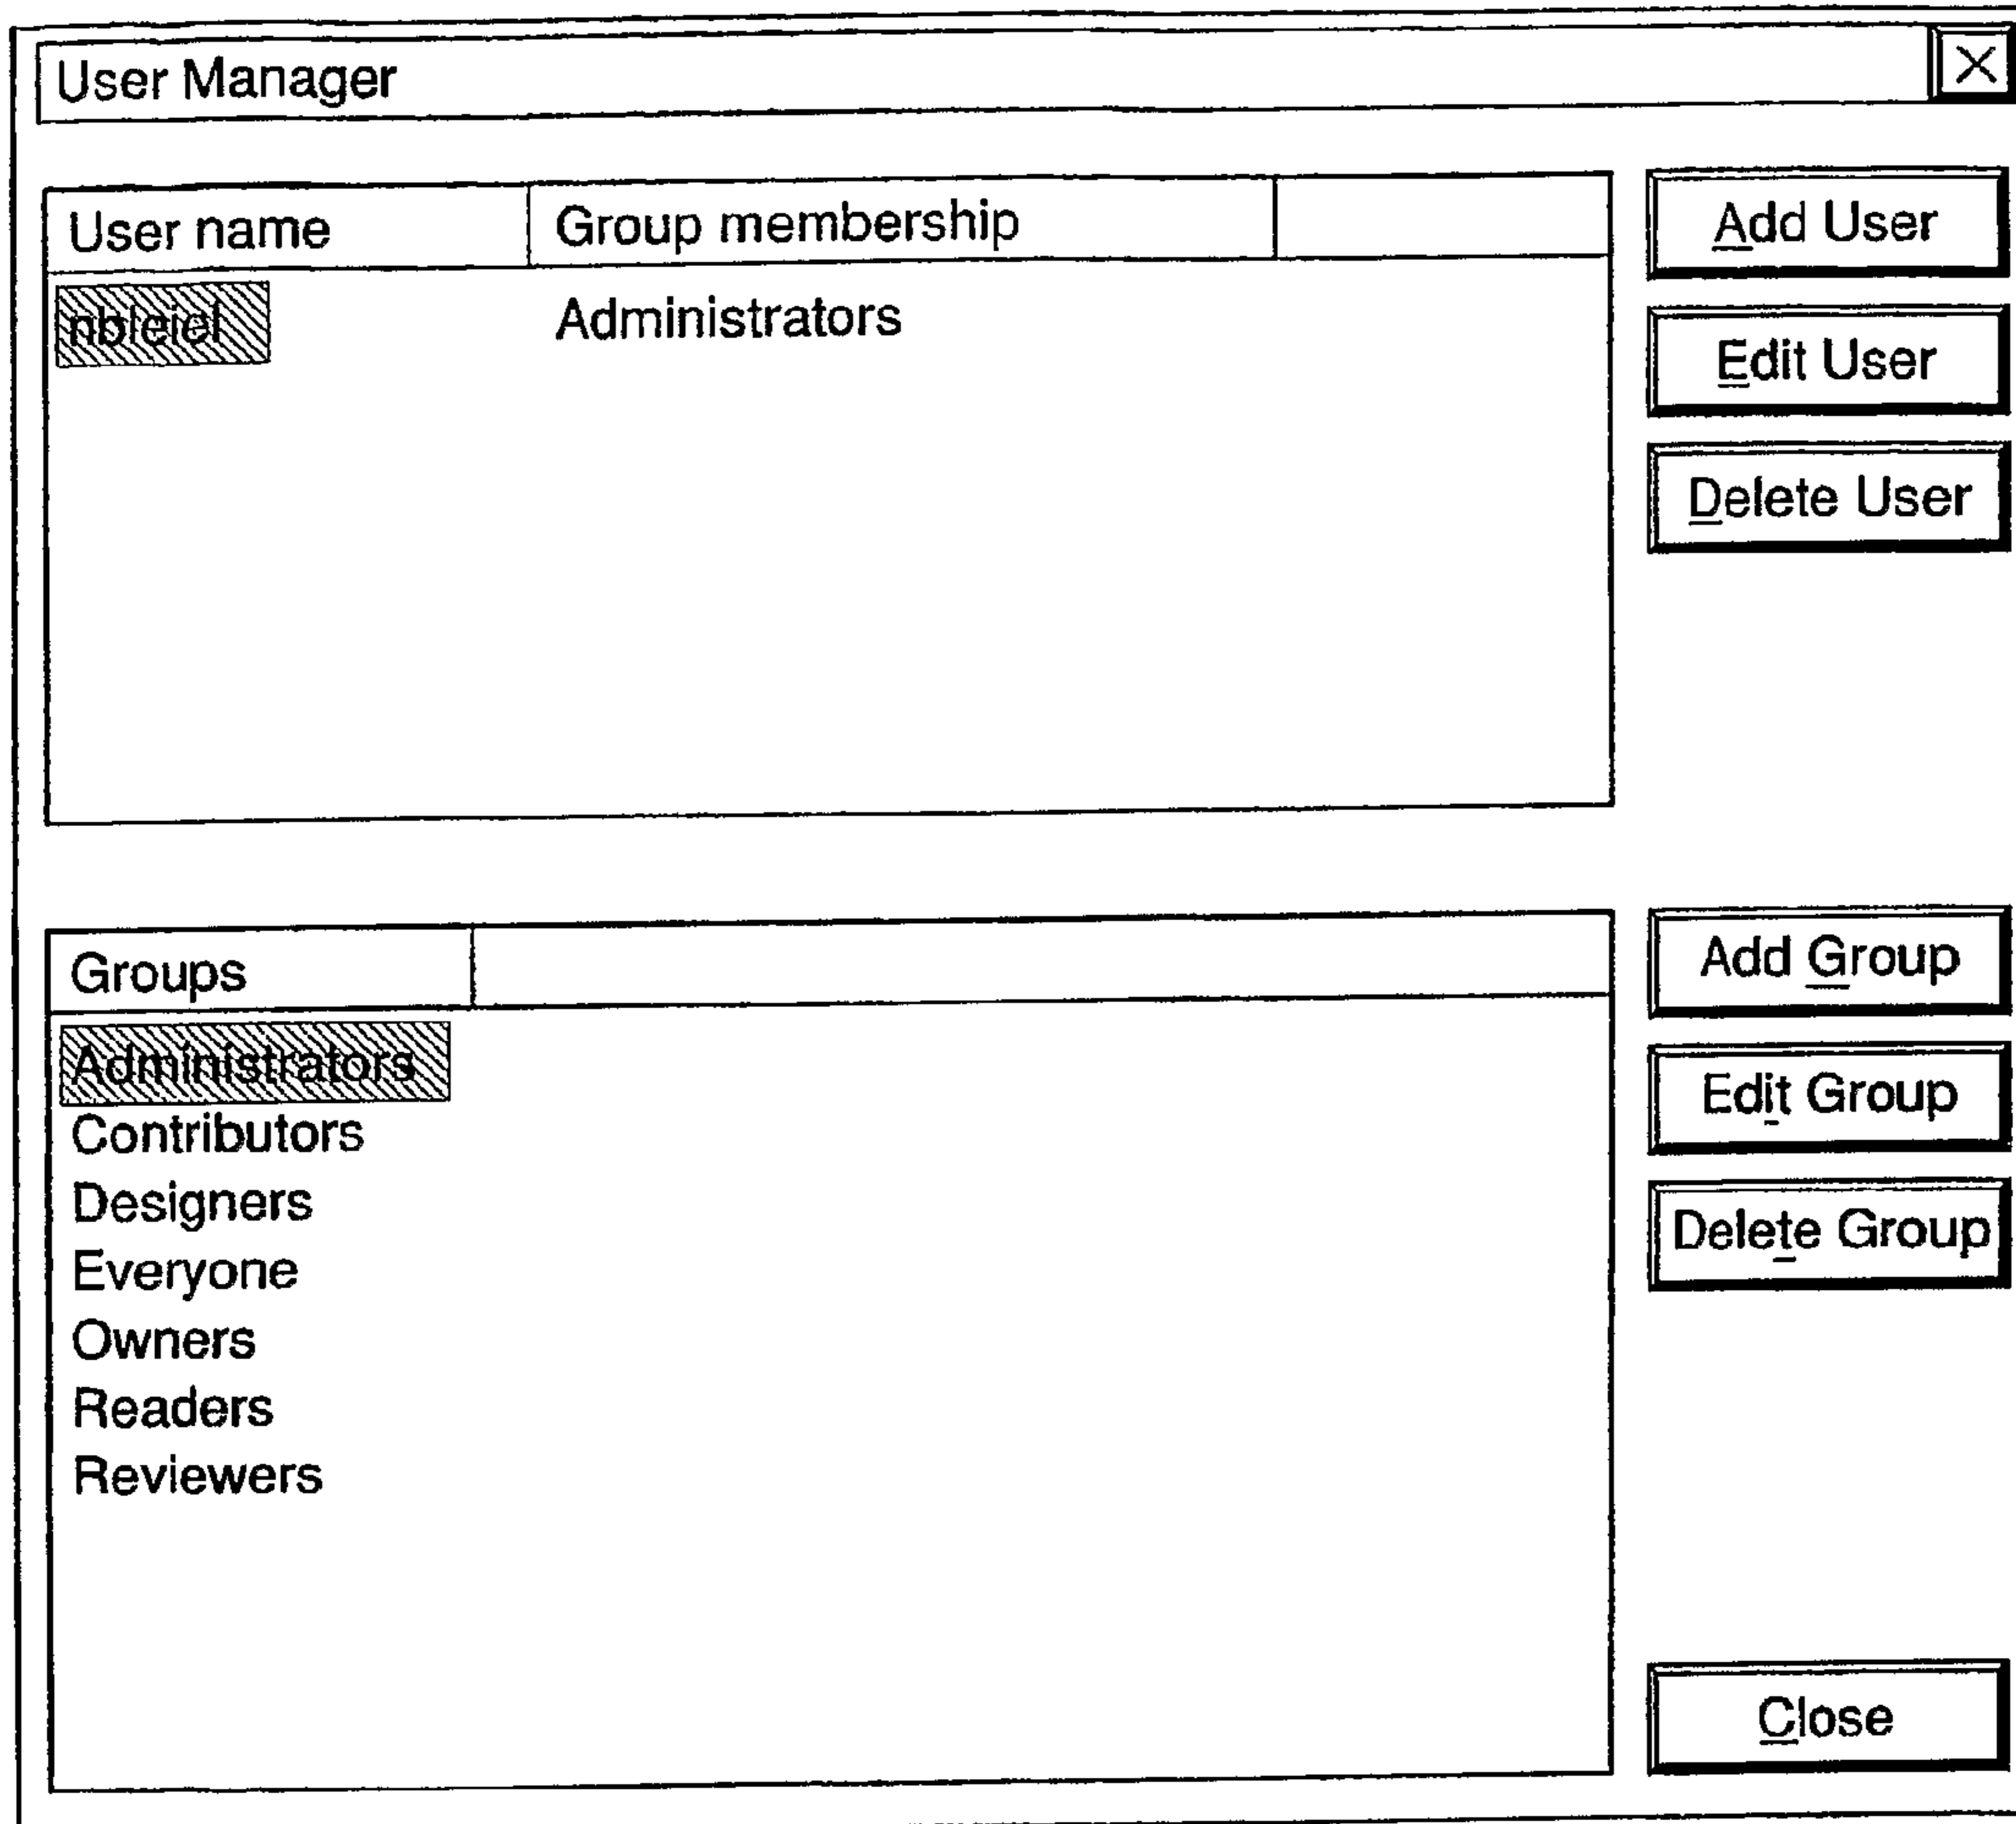 User Manager
User name Group membership
nbleiel Administrators
Add User
Edit User
Delete User
Groups
Administrators
Contributors
Designers
Everyone
Owners
Readers
Reviewers
Add Group
Edit Group
Delete Group
Close